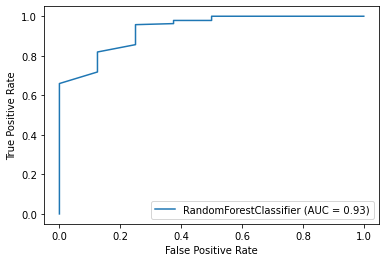 1.0
0.8
0.6
0.4
0.2
0.0
True Positive Rate
RandomForestClassifier (AUC = 0.93)
0.0 0.2 0.4 0.6 0.8 1.0
False Positive Rate